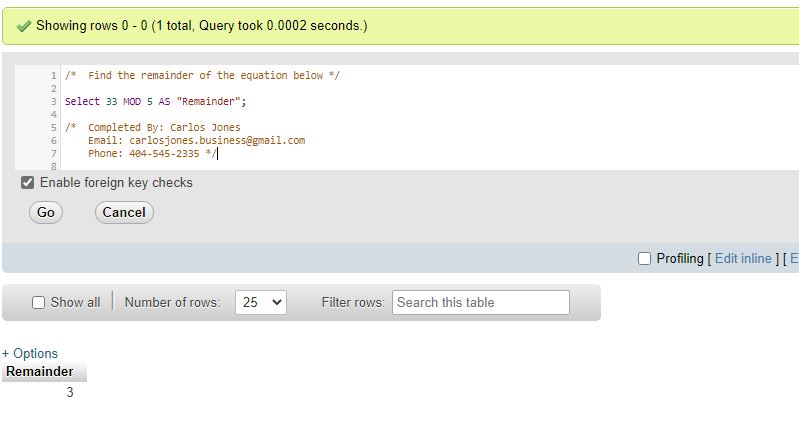 Showing rows 0 - 0 (1 total, Query took 0.0002 seconds.)
1 /* Find the remainder of the equation below */
2
3 Select 33 MOD 5 AS "Remainder";
4
5 /* Completed By: Carlos Jones
6 Email: carlosjones.business@gmail.com
7 Phone: 404-545-2335 */
8
Enable foreign key checks
Go Cancel
Profiling [ Edit inline ] [ E
Show all Number of rows: 25 Filter rows: Search this table
+ Options
Remainder
3